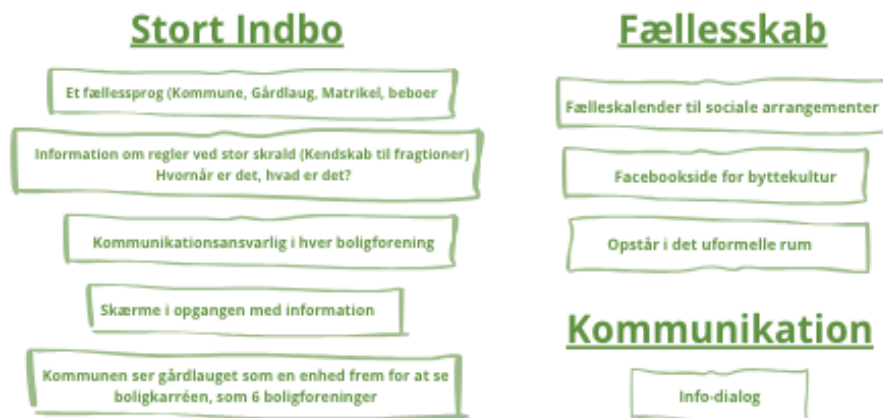 Stort Indbo
Et fællessprog (Kommune, Gårdlaug, Matrikel, beboer
Information om regler ved stor skrald (Kendskab til fragtioner)
Hvornår er det, hvad er det?
Kommunikationsansvarlig i hver boligforening
Skærme i opgangen med information
Kommunen ser gårdlauget som en enhed frem for at se
boligkarréen, som 6 boligforeninger
Fællesskab
Fælleskalender til sociale arrangementer
Facebookside for byttekultur
Opstår i det uformelle rum
Kommunikation
Info-dialog